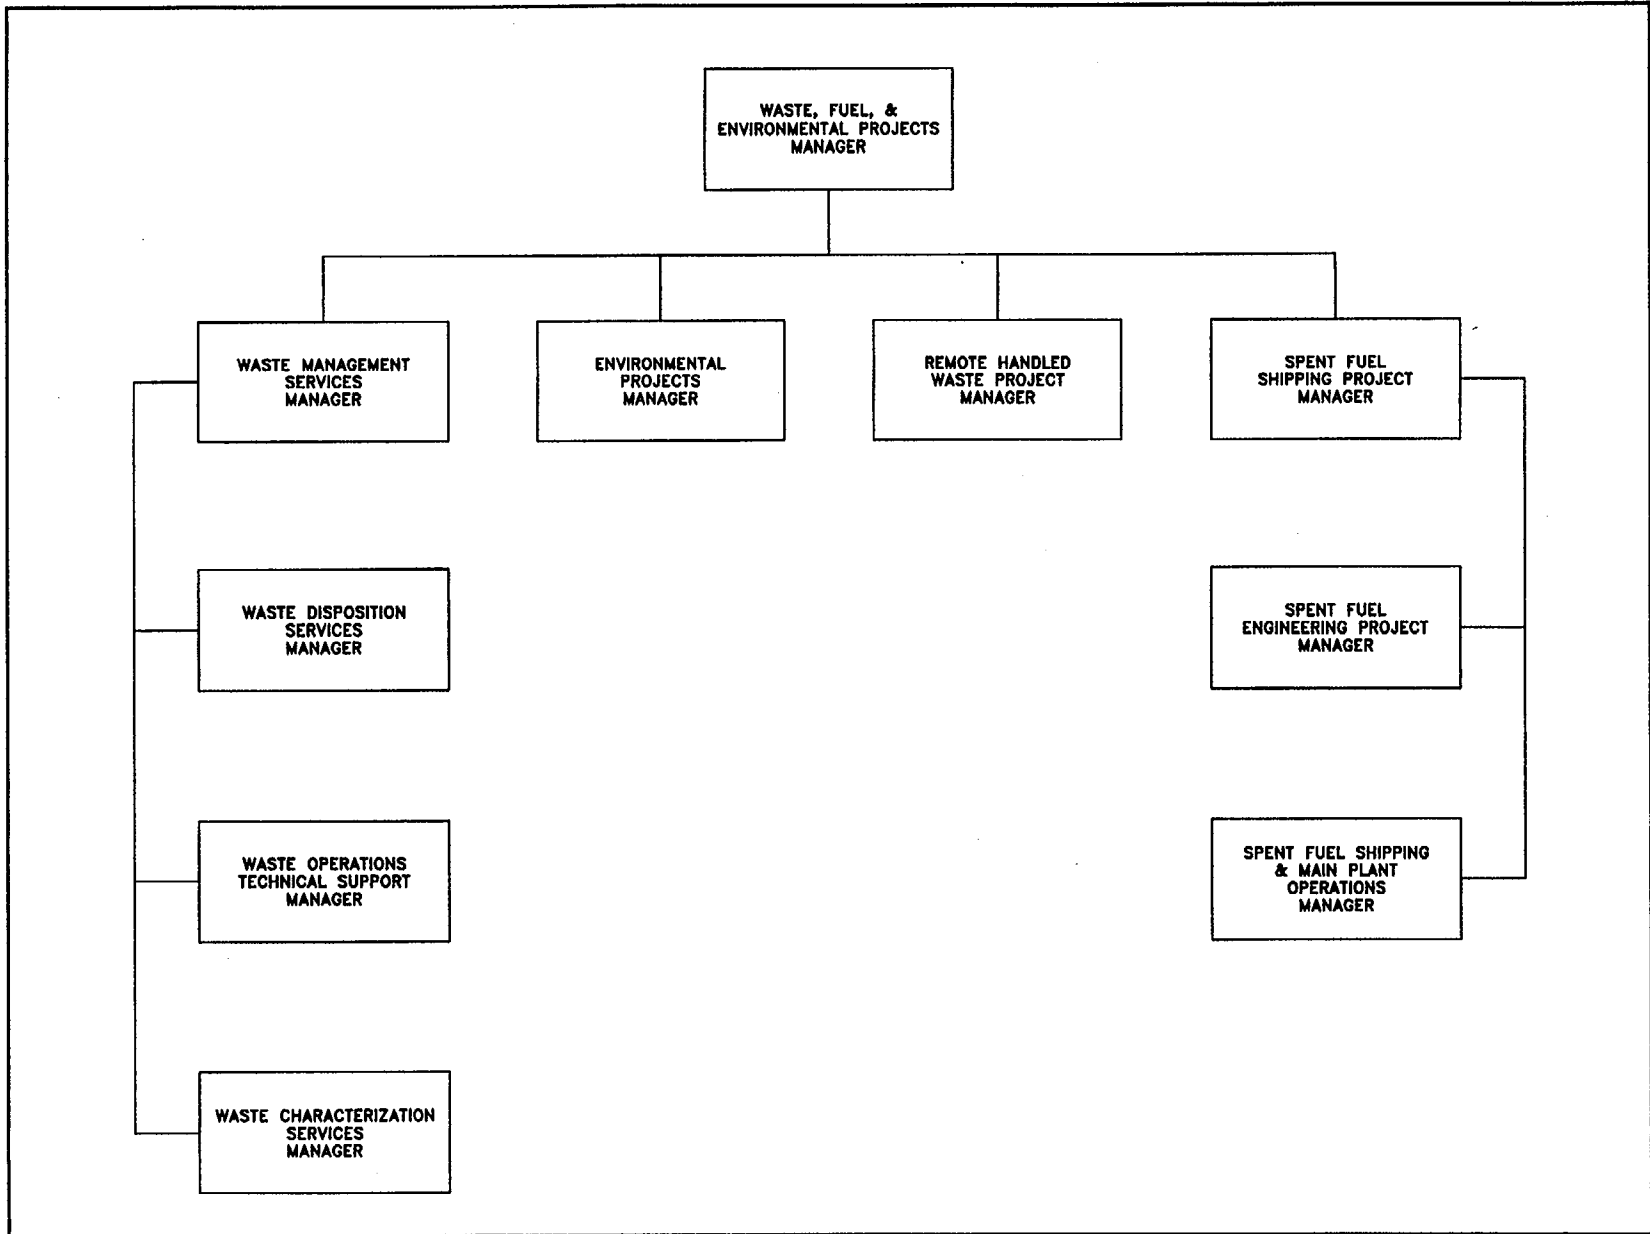 WASTE, FUEL, &
ENVIRONMENTAL PROJECTS
MANAGER
WASTE MANAGEMENT
SERVICES
MANAGER
ENVIRONMENTAL
PROJECTS
MANAGER
REMOTE HANDLED
WASTE PROJECT
MANAGER
SPENT FUEL
SHIPPING PROJECT
MANAGER
WASTE DISPOSITION
SERVICES
MANAGER
SPENT FUEL
ENGINEERING PROJECT
MANAGER
WASTE OPERATIONS
TECHNICAL SUPPORT
MANAGER
SPENT FUEL SHIPPING
& MAIN PLANT
OPERATIONS
MANAGER
WASTE CHARACTERIZATION
SERVICES
MANAGER